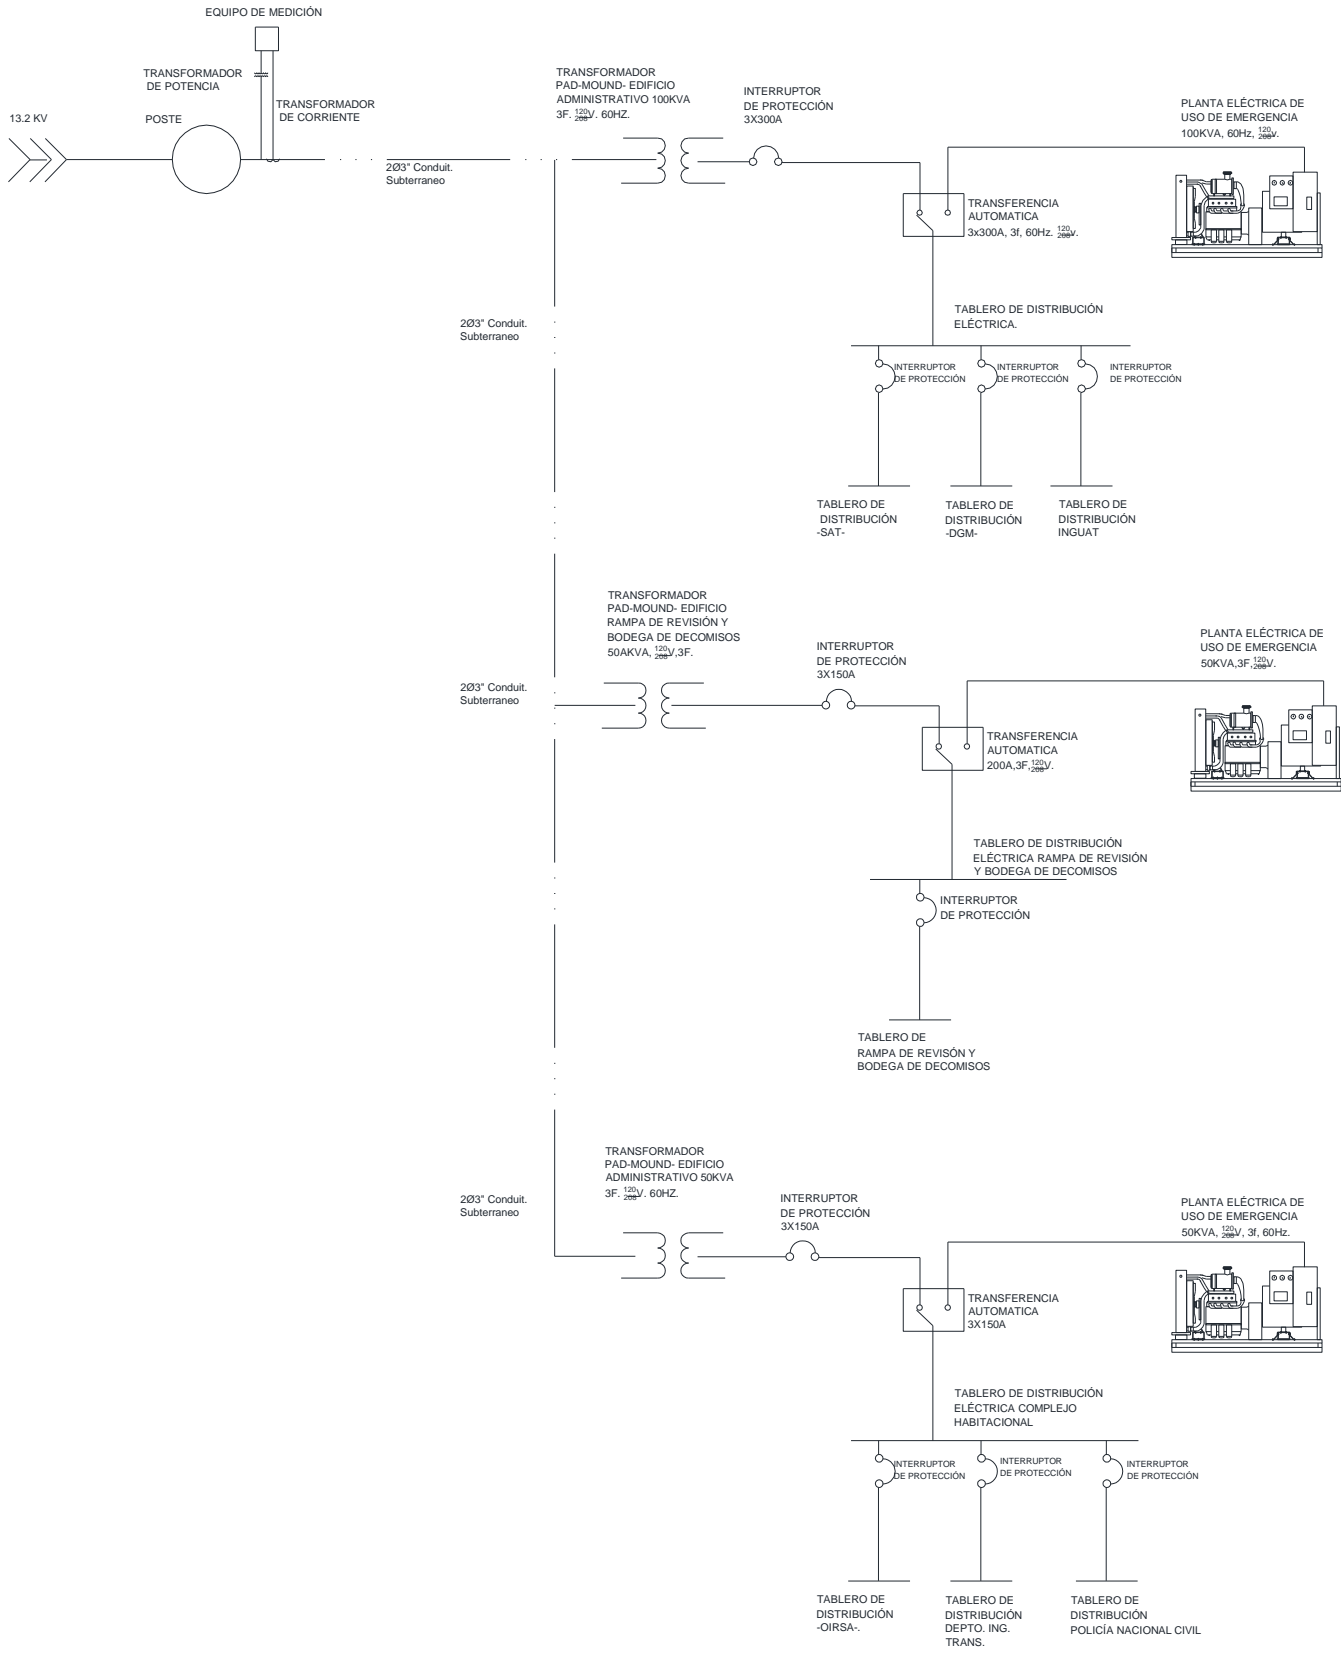 EQUIPO DE MEDICIÓN
TRANSFORMADOR
DE POTENCIA
TRANSFORMADOR
DE CORRIENTE
13.2 KV
POSTE
2Ø3" Conduit.
Subterraneo
TRANSFORMADOR
PAD-MOUND- EDIFICIO
ADMINISTRATIVO 100KVA
3F. 120/208V. 60HZ.
INTERRUPTOR
DE PROTECCIÓN
3X300A
PLANTA ELÉCTRICA DE
USO DE EMERGENCIA
100KVA, 60Hz, 120/208v.
TRANSFERENCIA
AUTOMATICA
3x300A, 3f, 60Hz. 120/208v.
2Ø3" Conduit.
Subterraneo
TABLERO DE DISTRIBUCIÓN
ELÉCTRICA.
INTERRUPTOR
DE PROTECCIÓN
INTERRUPTOR
DE PROTECCIÓN
INTERRUPTOR
DE PROTECCIÓN
TABLERO DE
DISTRIBUCIÓN
-SAT-
TABLERO DE
DISTRIBUCIÓN
-DGM-
TABLERO DE
DISTRIBUCIÓN
INGUAT
TRANSFORMADOR
PAD-MOUND- EDIFICIO
RAMPA DE REVISIÓN Y
BODEGA DE DECOMISOS
50AKVA, 120/208V,3F.
INTERRUPTOR
DE PROTECCIÓN
3X150A
PLANTA ELÉCTRICA DE
USO DE EMERGENCIA
50KVA,3F,120/208V.
2Ø3" Conduit.
Subterraneo
TRANSFERENCIA
AUTOMATICA
200A,3F,120/208V.
TABLERO DE DISTRIBUCIÓN
ELÉCTRICA RAMPA DE REVISIÓN
Y BODEGA DE DECOMISOS
INTERRUPTOR
DE PROTECCIÓN
TABLERO DE
RAMPA DE REVISÓN Y
BODEGA DE DECOMISOS
TRANSFORMADOR
PAD-MOUND- EDIFICIO
ADMINISTRATIVO 50KVA
3F. 120/208V. 60HZ.
2Ø3" Conduit.
Subterraneo
INTERRUPTOR
DE PROTECCIÓN
3X150A
PLANTA ELÉCTRICA DE
USO DE EMERGENCIA
50KVA, 120/208V, 3f, 60Hz.
TRANSFERENCIA
AUTOMATICA
3X150A
TABLERO DE DISTRIBUCIÓN
ELÉCTRICA COMPLEJO
HABITACIONAL
INTERRUPTOR
DE PROTECCIÓN
INTERRUPTOR
DE PROTECCIÓN
INTERRUPTOR
DE PROTECCIÓN
TABLERO DE
DISTRIBUCIÓN
-OIRSA-.
TABLERO DE
DISTRIBUCIÓN
DEPTO. ING.
TRANS.
TABLERO DE
DISTRIBUCIÓN
POLICÍA NACIONAL CIVIL